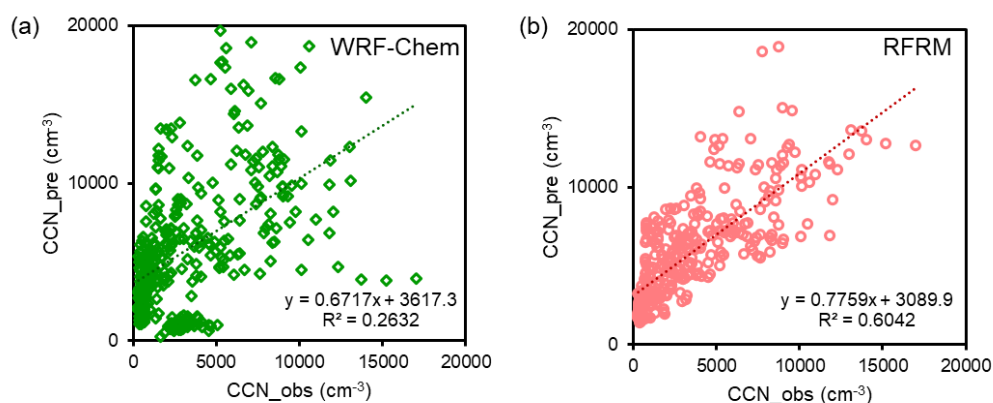 (a)
WRF-Chem
20000
10000
0
CCN_pre (cm⁻³)
y = 0.6717x + 3617.3
R² = 0.2632
0 5000 10000 15000 20000
CCN_obs (cm⁻³)
(b)
RFRM
20000
10000
0
CCN_pre (cm⁻³)
y = 0.7759x + 3089.9
R² = 0.6042
0 5000 10000 15000 20000
CCN_obs (cm⁻³)